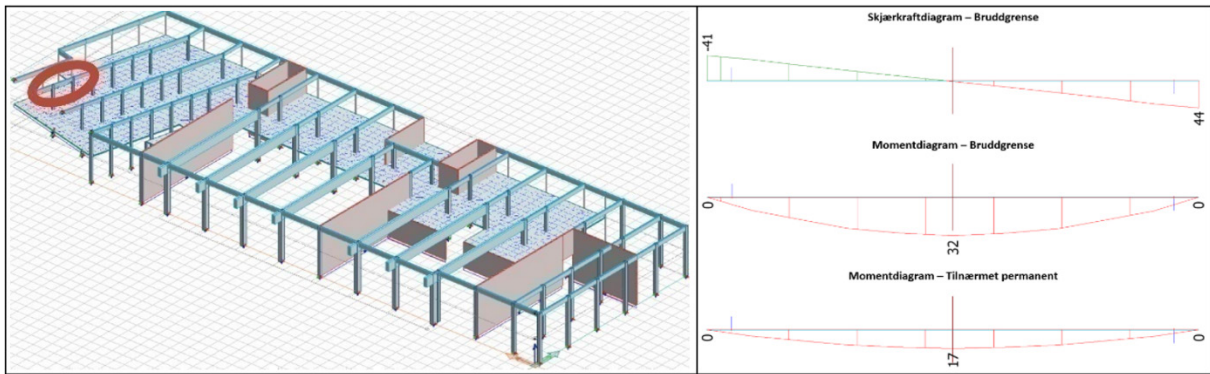 Skjærkraftdiagram – Bruddgrense
-41
44
Momentdiagram – Bruddgrense
0
32
0
Momentdiagram – Tilnærmet permanent
0
17
0